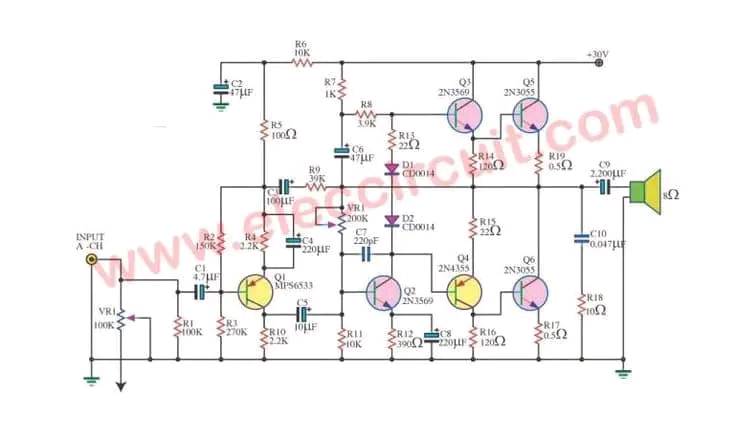 R6
10K
+30V
C2
47µF
R7
1K
Q3
2N3569
Q5
2N3055
R8
3.9K
R5
100Ω
R13
22Ω
C6
47µF
R14
120Ω
R19
0.5Ω
D1
CD0014
R9
39K
C3
100µF
C9
2,200µF
8Ω
VR1
200K
D2
CD0014
R15
22Ω
R2
150K
R4
2.2K
C4
220µF
C7
220pF
C10
0.047µF
INPUT
A -CH
C1
4.7µF
Q1
MPS6533
Q2
2N3569
Q4
2N4355
Q6
2N3055
VR1
100K
R1
100K
R3
270K
R10
2.2K
C5
10µF
R11
10K
R12
390Ω
C8
220µF
R16
120Ω
R17
0.5Ω
R18
10Ω
www.eleccircuit.com